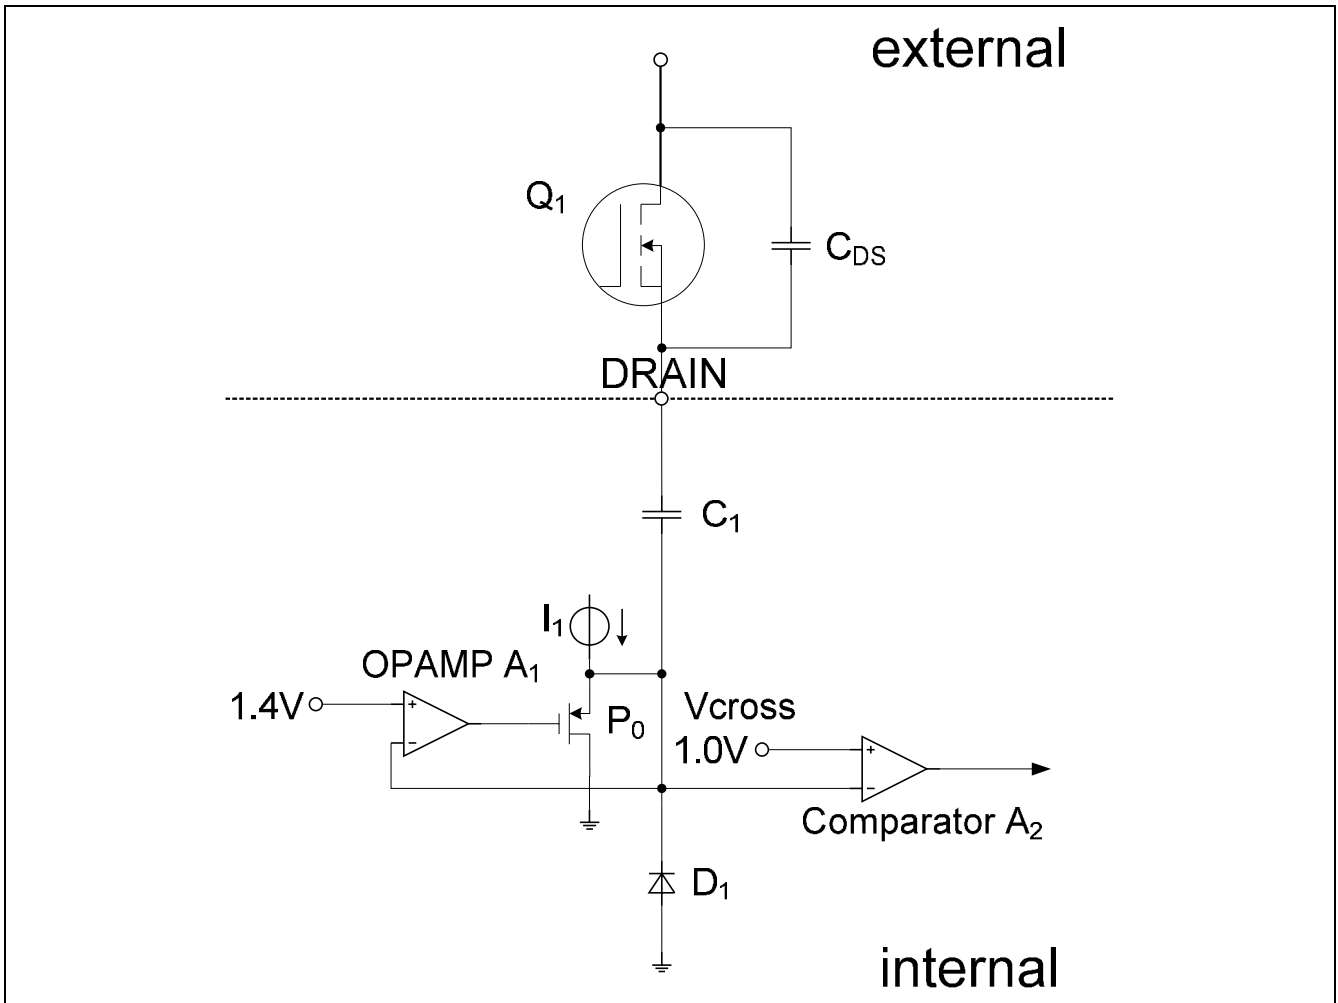 external
Q1
CDS
DRAIN
C1
I1
OPAMP A1
1.4V
+
-
P0
Vcross
1.0V
+
-
Comparator A2
D1
internal